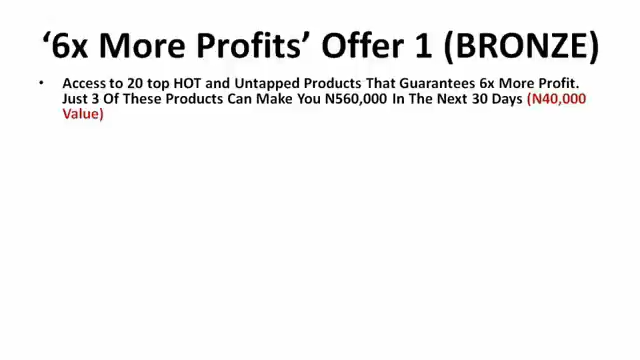 ‘6x More Profits’ Offer 1 (BRONZE)
• Access to 20 top HOT and Untapped Products That Guarantees 6x More Profit.
Just 3 Of These Products Can Make You N560,000 In The Next 30 Days (N40,000
Value)